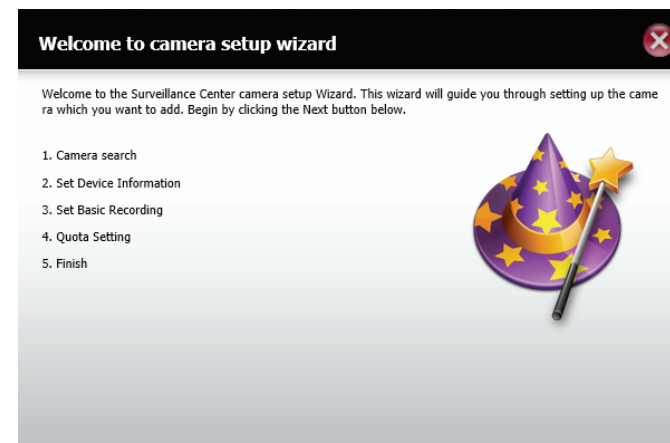 Welcome to camera setup wizard
Welcome to the Surveillance Center camera setup Wizard. This wizard will guide you through setting up the came
ra which you want to add. Begin by clicking the Next button below.
1. Camera search
2. Set Device Information
3. Set Basic Recording
4. Quota Setting
5. Finish